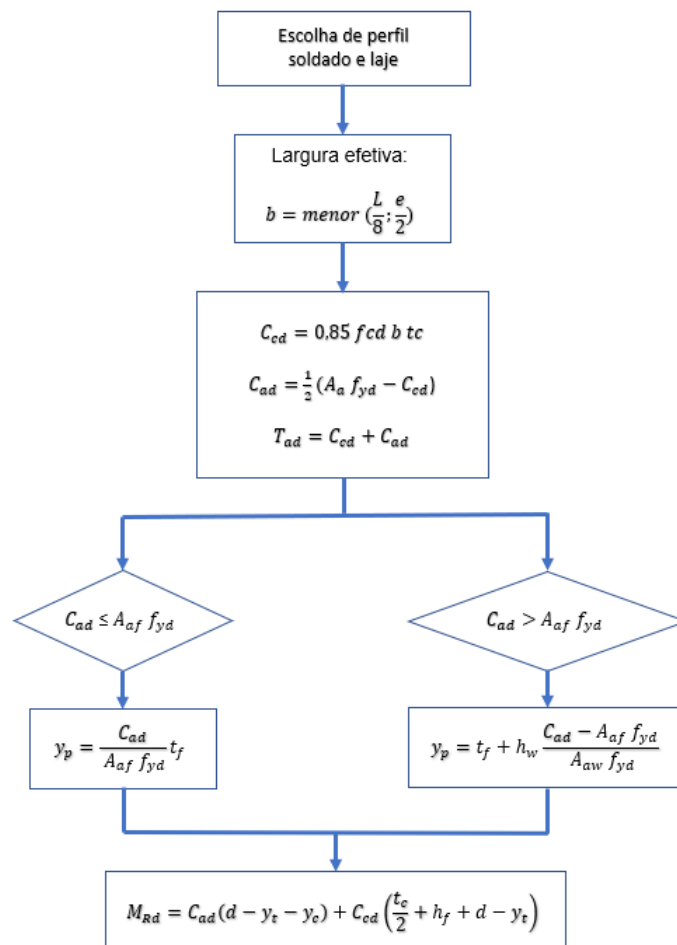 Escolha de perfil
soldado e laje
Largura efetiva:
b = menor (L/8; e/2)
C_cd = 0,85 fcd b tc
C_ad = 1/2 (A_a f_yd − C_cd)
T_ad = C_cd + C_ad
C_ad ≤ A_af f_yd
C_ad > A_af f_yd
y_p = C_ad / (A_af f_yd) t_f
y_p = t_f + h_w (C_ad − A_af f_yd) / (A_aw f_yd)
M_Rd = C_ad(d − y_t − y_c) + C_cd (t_c/2 + h_f + d − y_t)